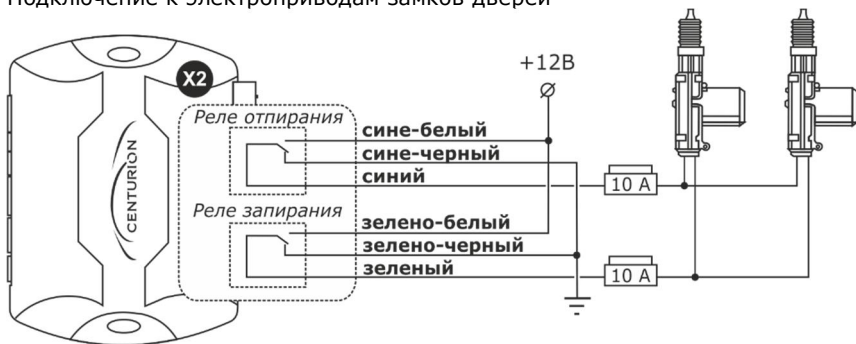 Подключение к электроприводам замков дверей
X2
+12В
Реле отпирания
сине-белый
сине-черный
синий
10 А
Реле запирания
зелено-белый
зелено-черный
зеленый
10 А
CENTURION